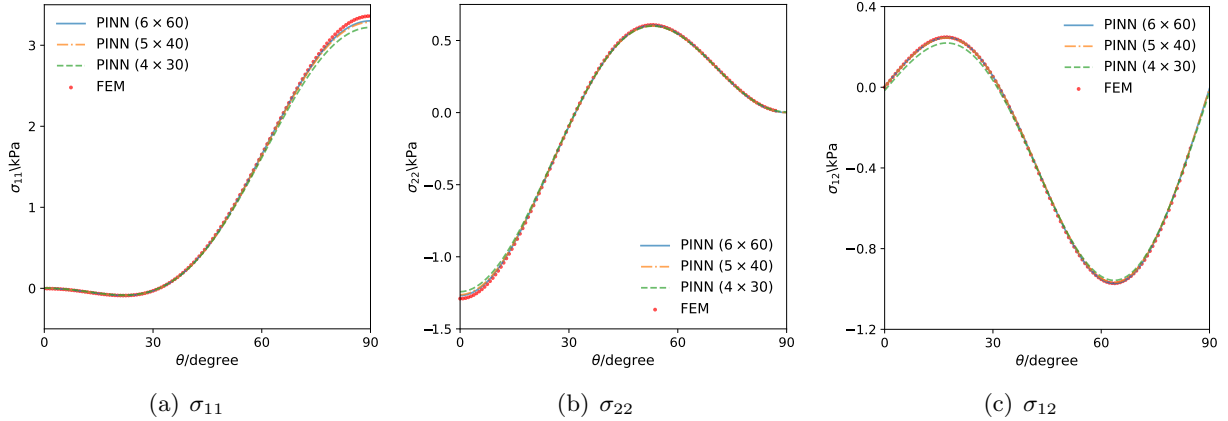 σ₁₁\kPa
3
2
1
0
0
30
60
90
θ/degree
PINN (6 × 60)
PINN (5 × 40)
PINN (4 × 30)
FEM
(a) σ₁₁
σ₂₂\kPa
0.5
0.0
−0.5
−1.0
−1.5
0
30
60
90
θ/degree
PINN (6 × 60)
PINN (5 × 40)
PINN (4 × 30)
FEM
(b) σ₂₂
σ₁₂\kPa
0.4
0.0
−0.4
−0.8
−1.2
0
30
60
90
θ/degree
PINN (6 × 60)
PINN (5 × 40)
PINN (4 × 30)
FEM
(c) σ₁₂